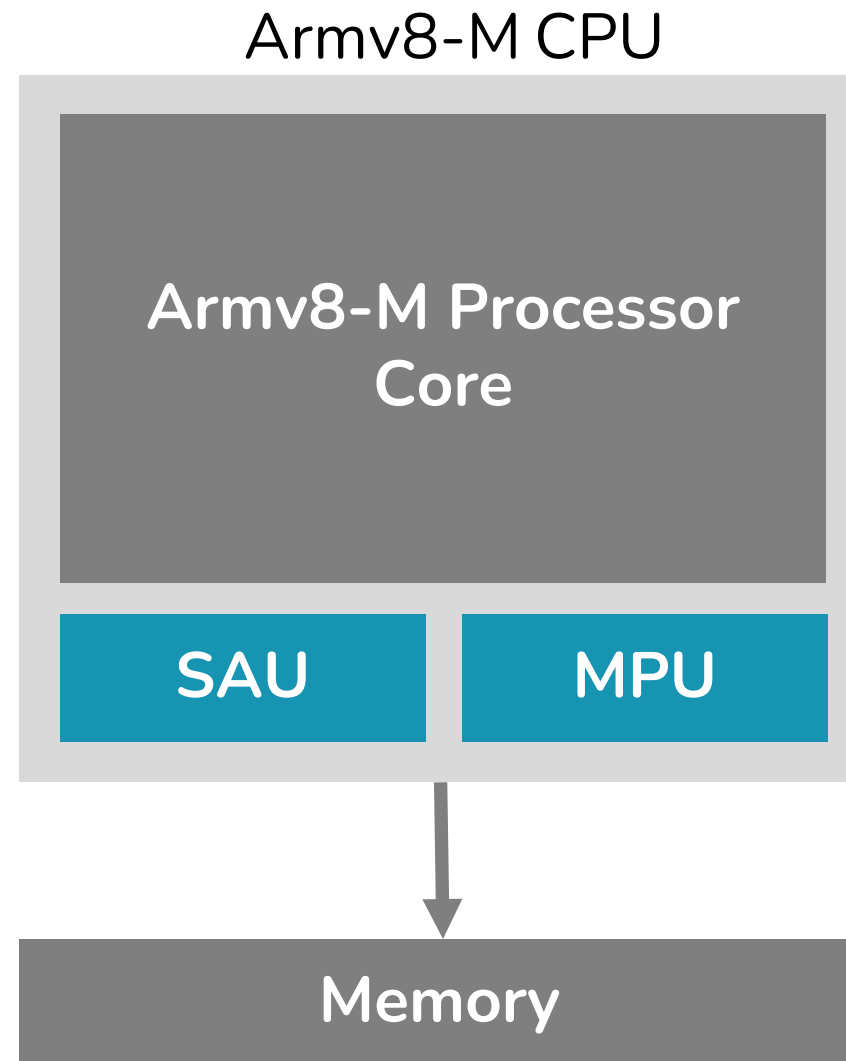 Armv8-M CPU
Armv8-M Processor
Core
SAU
MPU
Memory